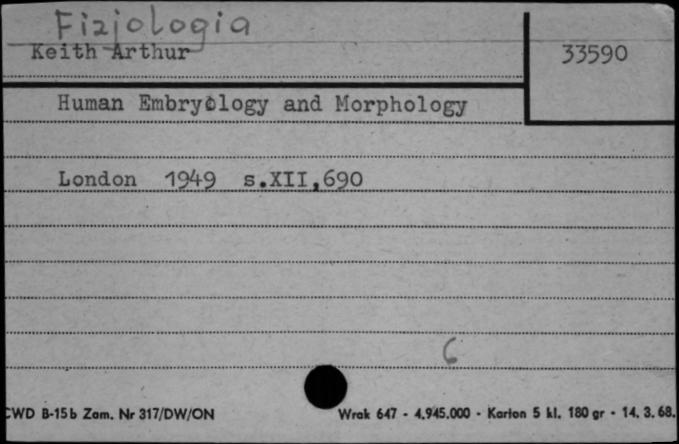 Fizjologia
Keith Arthur
33590
Human Embryology and Morphology
London 1949 s.XII,690
6
CWD B-15b Zam. Nr 317/DW/ON
Wrak 647 - 4.945.000 - Karton 5 kl. 180 gr - 14. 3. 68.